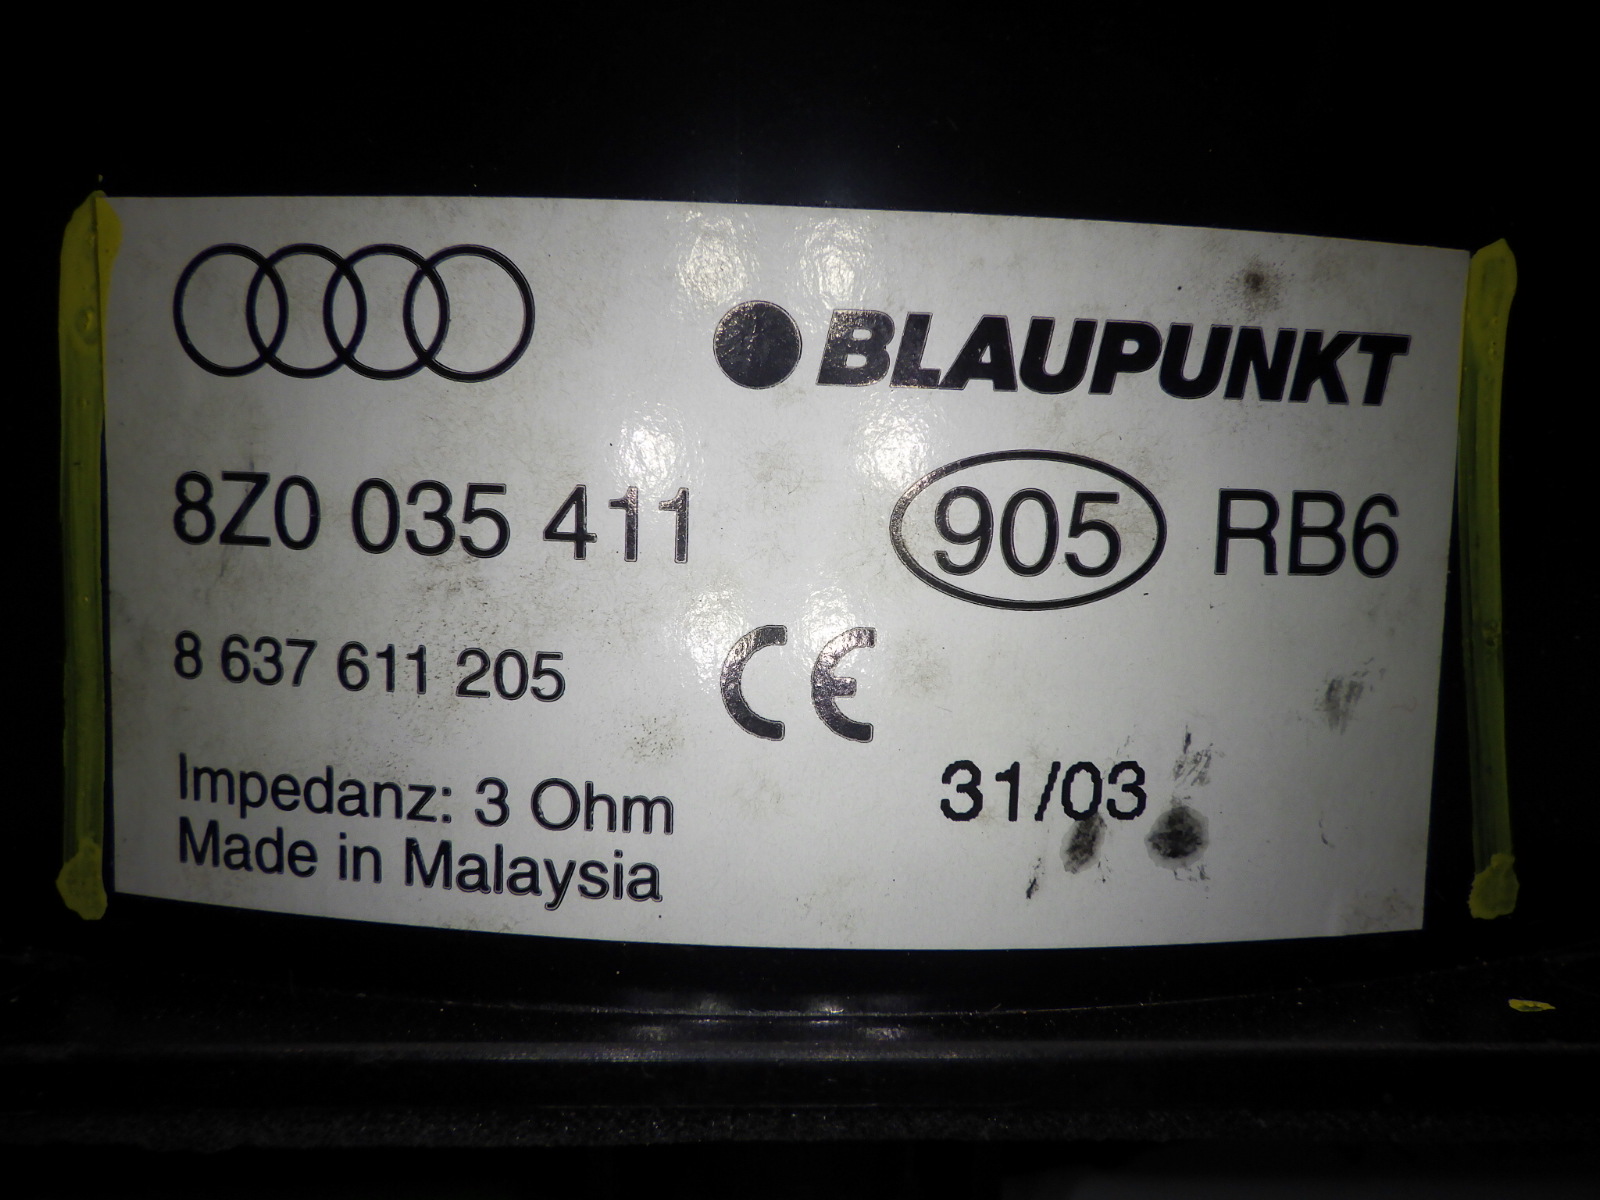 BLAUPUNKT
8Z0 035 411 905 RB6
8 637 611 205 CE
31/03
Impedanz: 3 Ohm
Made in Malaysia